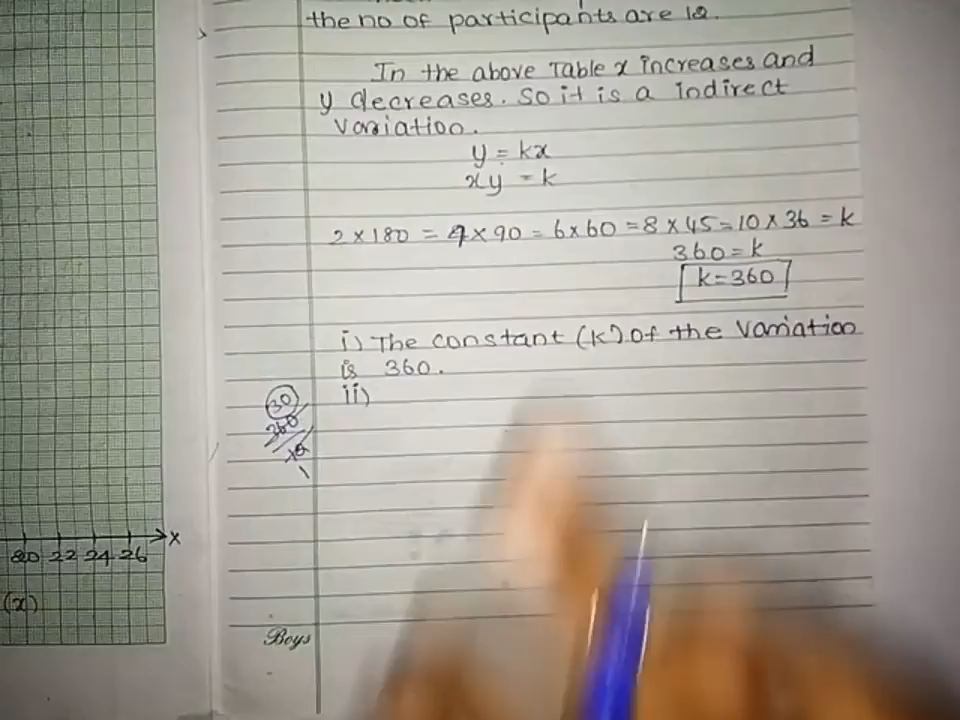 the no of participants are 12.
In the above Table x increases and
y decreases. So it is a indirect
variation.
y = kx
xy = k
2 × 180 = 4 × 90 = 6 × 60 = 8 × 45 = 10 × 36 = k
360 = k
k = 360
i) The constant (k) of the variation
is 360.
ii)
30
360
20 22 24 26 x
(x)
Boys